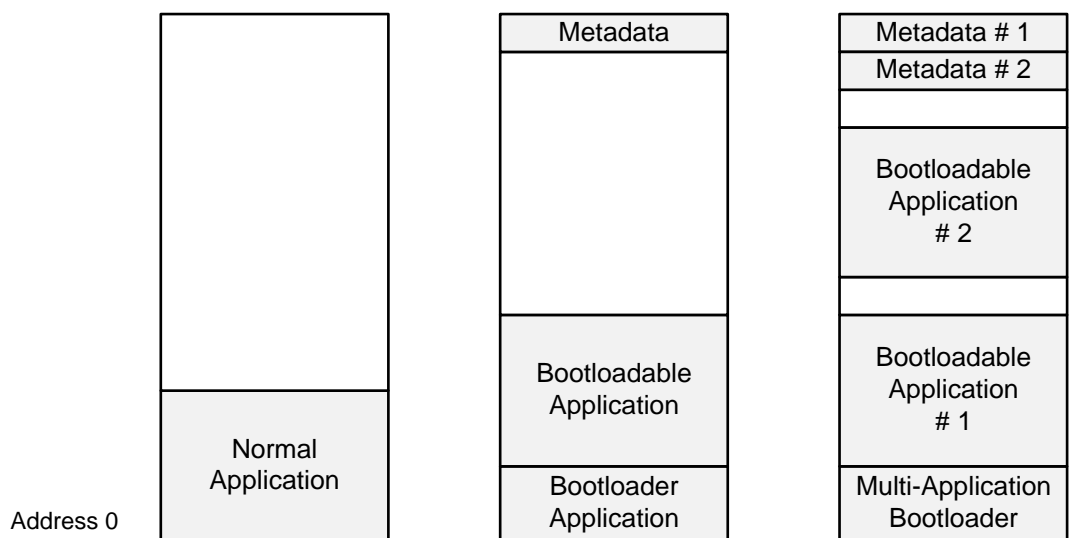 Address 0
Normal
Application
Metadata
Bootloadable
Application
Bootloader
Application
Metadata # 1
Metadata # 2
Bootloadable
Application
# 2
Bootloadable
Application
# 1
Multi-Application
Bootloader